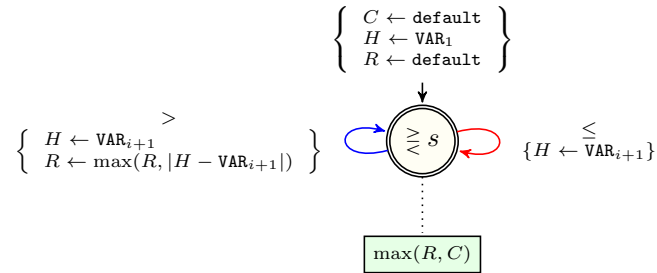 C ← default
H ← VAR₁
R ← default
>
H ← VARᵢ₊₁
R ← max(R, |H − VARᵢ₊₁|)
≷ s
≤
{H ← VARᵢ₊₁}
max(R, C)